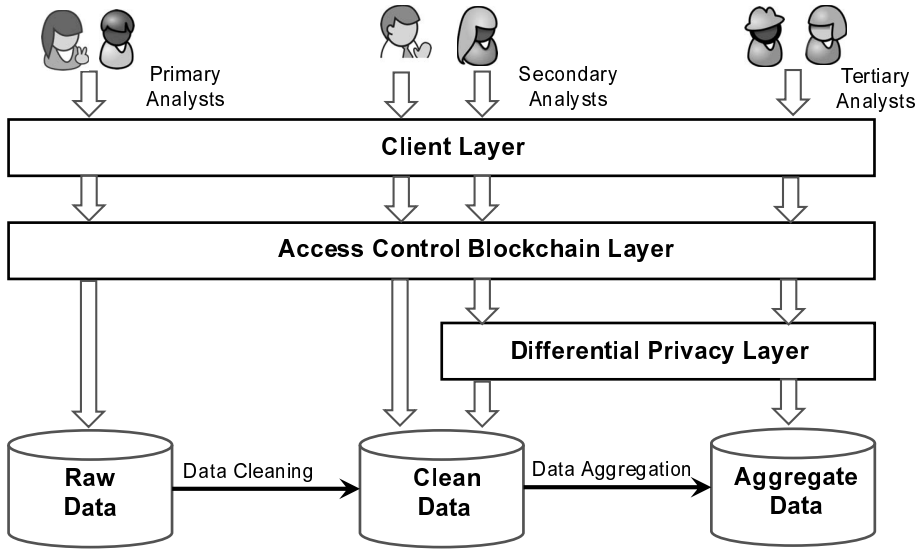 Primary
Analysts
Secondary
Analysts
Tertiary
Analysts
Client Layer
Access Control Blockchain Layer
Differential Privacy Layer
Raw
Data
Data Cleaning
Clean
Data
Data Aggregation
Aggregate
Data